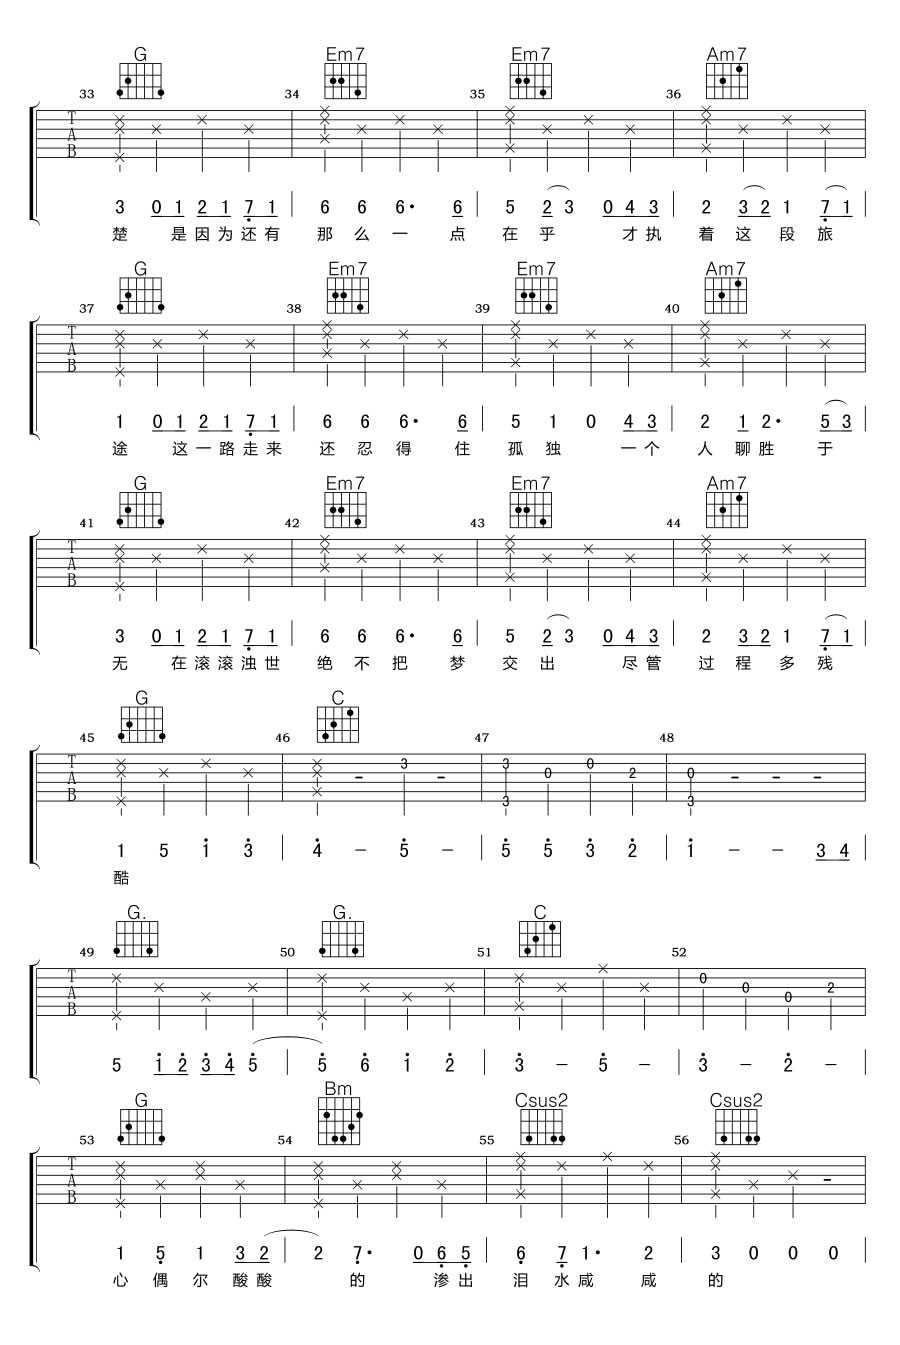 G Em7 Em7 Am7
33 34 35 36
T
A
B
3 0 1 2 1 7 1 6 6 6· 6 5 2 3 0 4 3 2 3 2 1 7 1
楚 是 因 为 还 有 那 么 一 点 在 乎 才 执 着 这 段 旅
G Em7 Em7 Am7
37 38 39 40
T
A
B
1 0 1 2 1 7 1 6 6 6· 6 5 1 0 4 3 2 1 2· 5 3
途 这 一 路 走 来 还 忍 得 住 孤 独 一 个 人 聊 胜 于
G Em7 Em7 Am7
41 42 43 44
T
A
B
3 0 1 2 1 7 1 6 6 6· 6 5 2 3 0 4 3 2 3 2 1 7 1
无 在 滚 滚 浊 世 绝 不 把 梦 交 出 尽 管 过 程 多 残
G C
45 46 47 48
T
A
B
3 3 0 0 2 0
3 3
1 5 1 3 4 – 5 – 5 5 3 2 1 – – 3 4
酷
G. G. C
49 50 51 52
T
A
B
0 0 0 2
5 1 2 3 4 5 5 6 1 2 3 – 5 – 3 – 2 –
G Bm Csus2 Csus2
53 54 55 56
T
A
B
1 5 1 3 2 2 7· 0 6 5 6 7 1· 2 3 0 0 0
心 偶 尔 酸 酸 的 渗 出 泪 水 咸 咸 的